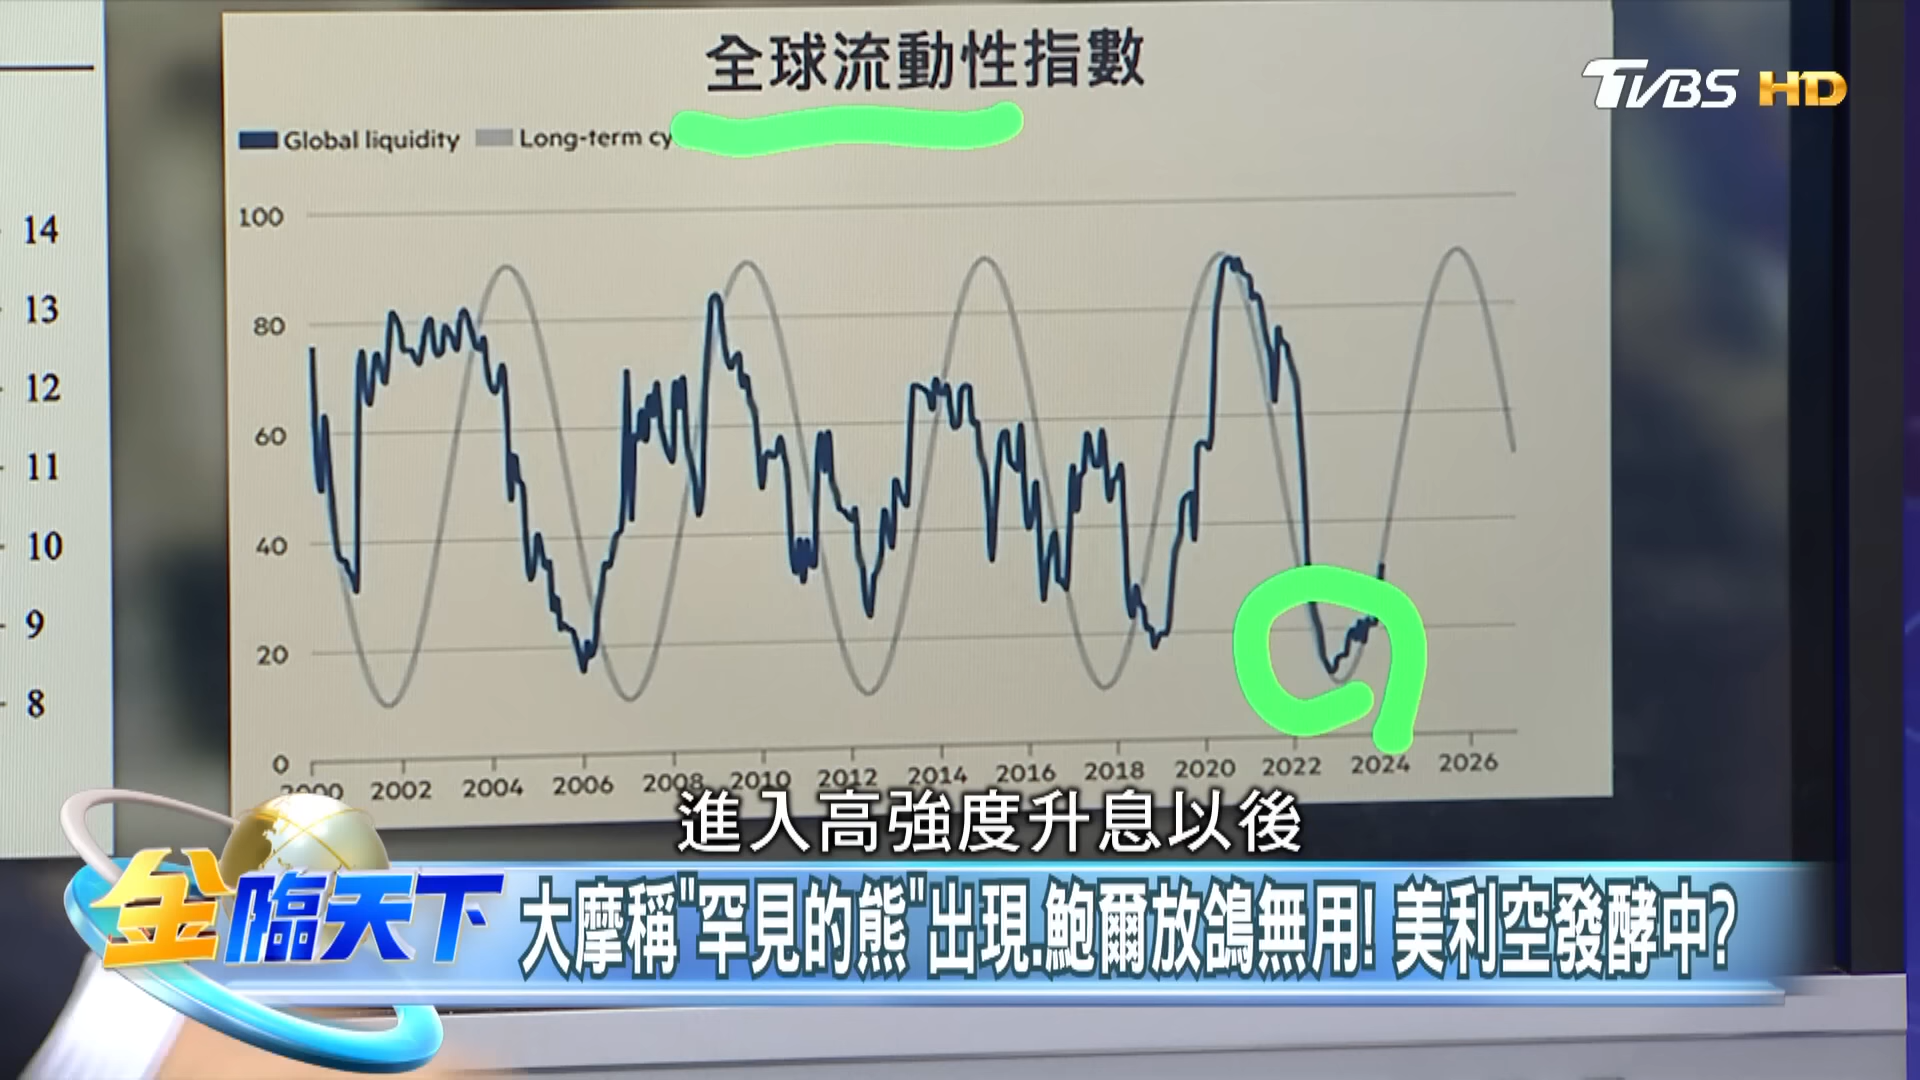 全球流動性指數
TVBS HD
Global liquidity
Long-term cy
100
80
60
40
20
0
2000 2002 2004 2006 2008 2010 2012 2014 2016 2018 2020 2022 2024 2026
14
13
12
11
10
9
8
進入高強度升息以後
金臨天下
大摩稱"罕見的熊"出現.鮑爾放鴿無用! 美利空發酵中?